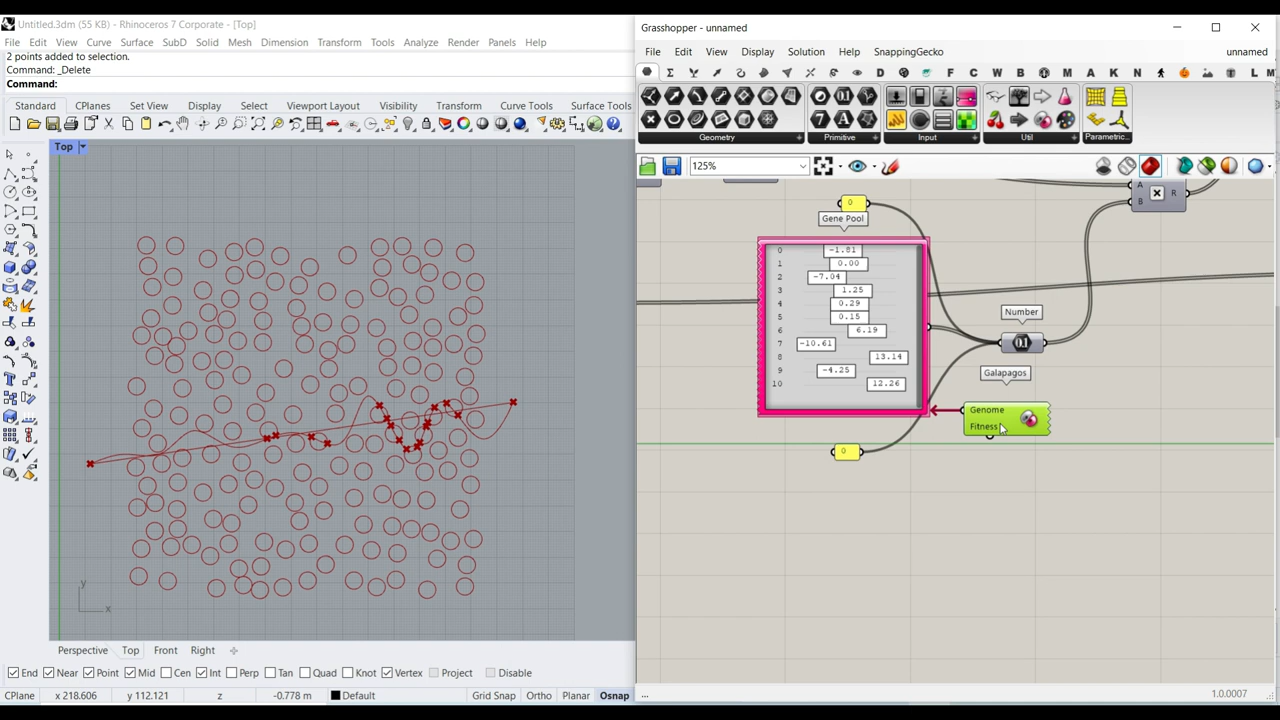 Untitled.3dm (55 KB) - Rhinoceros 7 Corporate - [Top]
File Edit View Curve Surface SubD Solid Mesh Dimension Transform Tools Analyze Render Panels Help
2 points added to selection.
Command: _Delete
Command:
Standard CPlanes Set View Display Select Viewport Layout Visibility Transform Curve Tools Surface Tools
Top
y
x
Perspective Top Front Right
End Near Point Mid Cen Int Perp Tan Quad Knot Vertex Project Disable
CPlane x 218.606 y 112.121 z -0.778 m Default Grid Snap Ortho Planar Osnap
Grasshopper - unnamed
File Edit View Display Solution Help SnappingGecko unnamed
D F C W B M A K N L M
Geometry Primitive Input Util Parametric..
125%
A
B
R
0
Gene Pool
0 -1.81
1 0.00
2 -7.04
3 1.25
4 0.29
5 0.15
6 6.19
7 -10.61
8 13.14
9 -4.25
10 12.26
Number
Galapagos
Genome
Fitness
0
...
1.0.0007